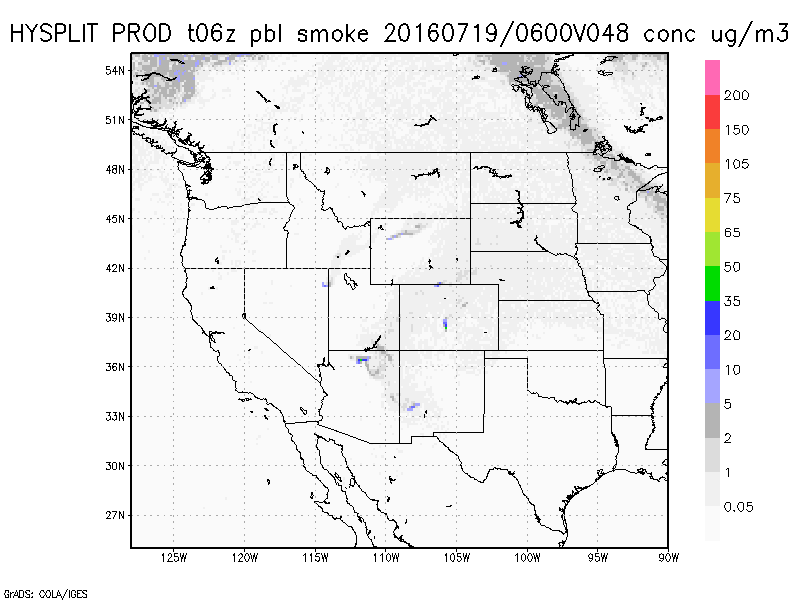 HYSPLIT PROD t06z pbl smoke 20160719/0600V048 conc ug/m3
54N
51N
48N
45N
42N
39N
36N
33N
30N
27N
125W 120W 115W 110W 105W 100W 95W 90W
200
150
105
75
65
50
35
20
10
5
2
1
0.05
GrADS: COLA/IGES